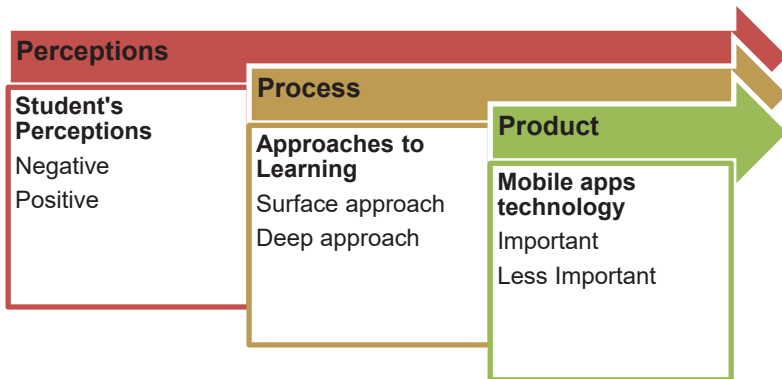 Perceptions
Student's
Perceptions
Negative
Positive
Process
Approaches to
Learning
Surface approach
Deep approach
Product
Mobile apps
technology
Important
Less Important